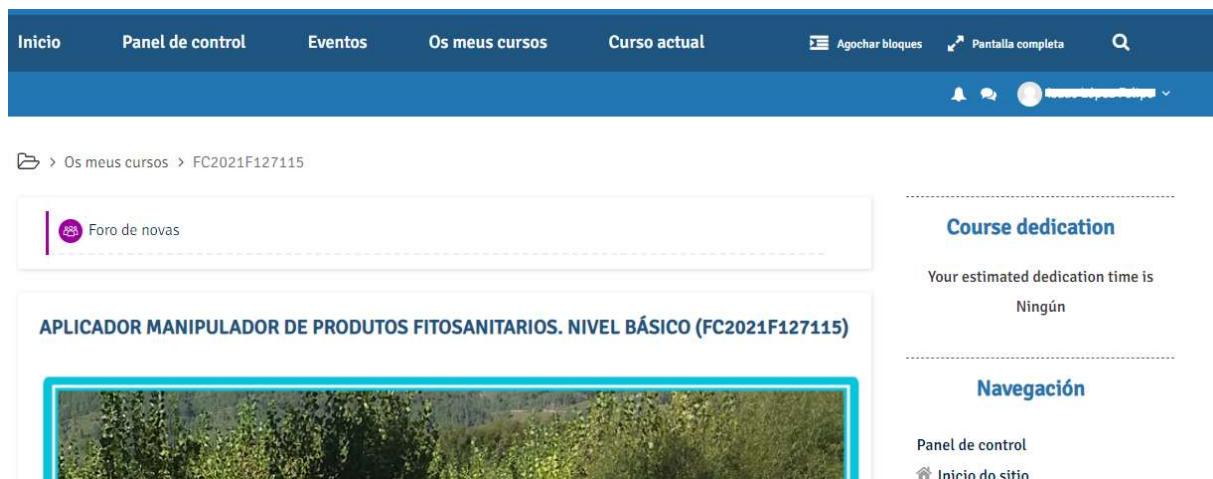 Inicio Panel de control Eventos Os meus cursos Curso actual Agochar bloques Pantalla completa
> Os meus cursos > FC2021F127115
Foro de novas
APLICADOR MANIPULADOR DE PRODUTOS FITOSANITARIOS. NIVEL BÁSICO (FC2021F127115)
Course dedication
Your estimated dedication time is
Ningún
Navegación
Panel de control
Inicio do sitio